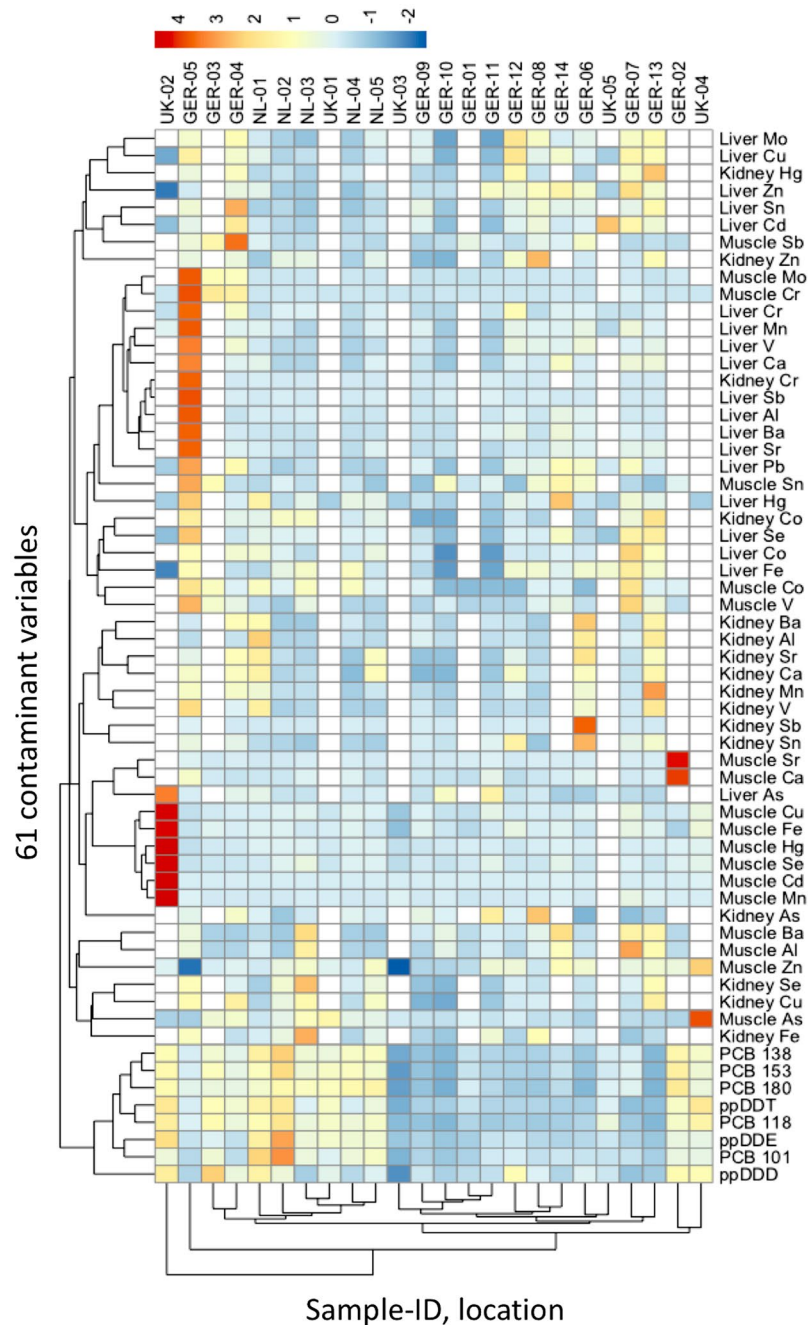 4
3
2
1
0
-1
-2
UK-02
GER-05
GER-03
GER-04
NL-01
NL-02
NL-03
UK-01
NL-04
NL-05
UK-03
GER-09
GER-10
GER-01
GER-11
GER-12
GER-08
GER-14
GER-06
UK-05
GER-07
GER-13
GER-02
UK-04
Liver Mo
Liver Cu
Kidney Hg
Liver Zn
Liver Sn
Liver Cd
Muscle Sb
Kidney Zn
Muscle Mo
Muscle Cr
Liver Cr
Liver Mn
Liver V
Liver Ca
Kidney Cr
Liver Sb
Liver Al
Liver Ba
Liver Sr
Liver Pb
Muscle Sn
Liver Hg
Kidney Co
Liver Se
Liver Co
Liver Fe
Muscle Co
Muscle V
Kidney Ba
Kidney Al
Kidney Sr
Kidney Ca
Kidney Mn
Kidney V
Kidney Sb
Kidney Sn
Muscle Sr
Muscle Ca
Liver As
Muscle Cu
Muscle Fe
Muscle Hg
Muscle Se
Muscle Cd
Muscle Mn
Kidney As
Muscle Ba
Muscle Al
Muscle Zn
Kidney Se
Kidney Cu
Muscle As
Kidney Fe
PCB 138
PCB 153
PCB 180
ppDDT
PCB 118
ppDDE
PCB 101
ppDDD
61 contaminant variables
Sample-ID, location